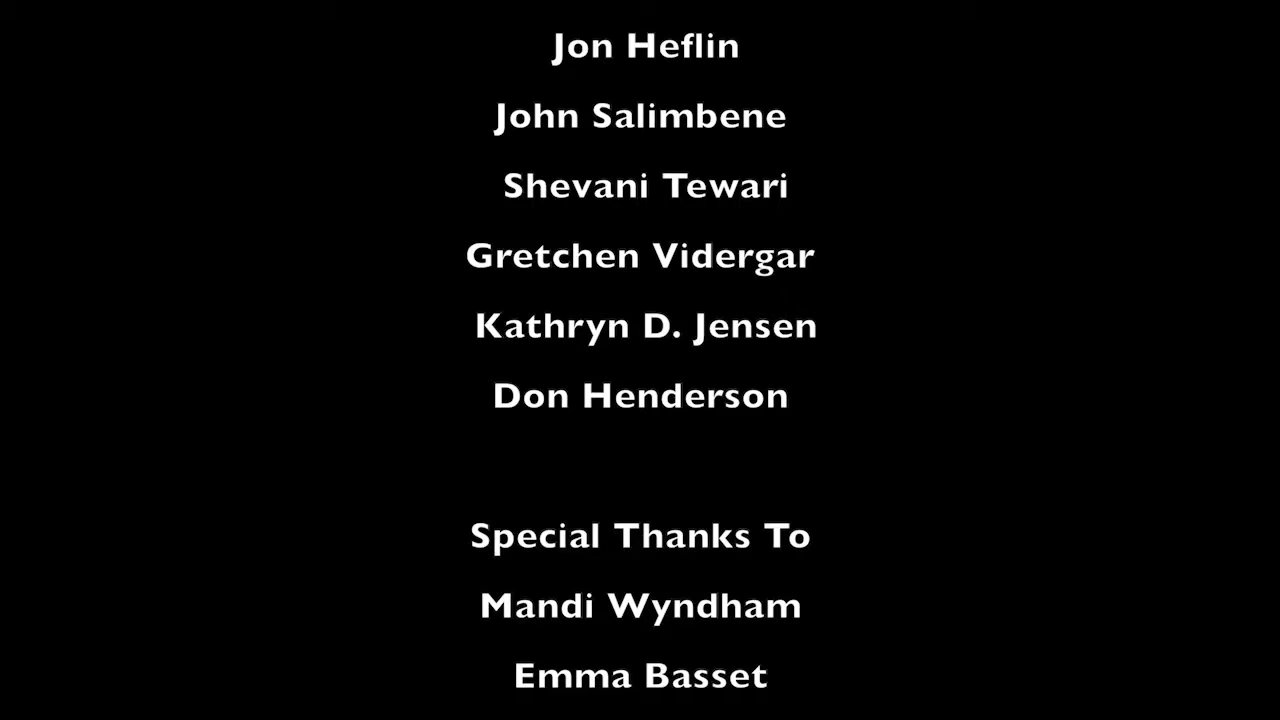 Jon Heflin
John Salimbene
Shevani Tewari
Gretchen Vidergar
Kathryn D. Jensen
Don Henderson
Special Thanks To
Mandi Wyndham
Emma Basset